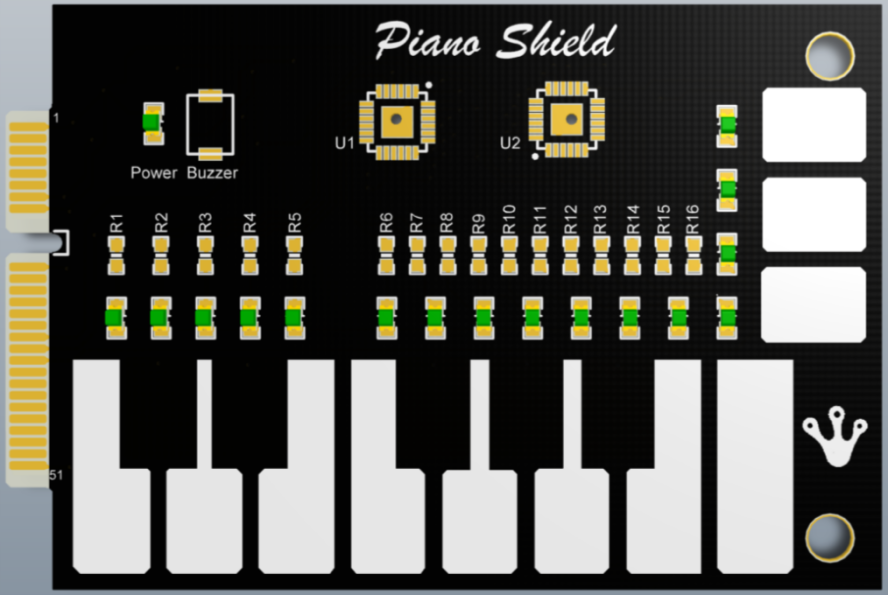 Piano Shield
1
U1
U2
Power Buzzer
R1 R2 R3 R4 R5 R6 R7 R8 R9 R10 R11 R12 R13 R14 R15 R16
51